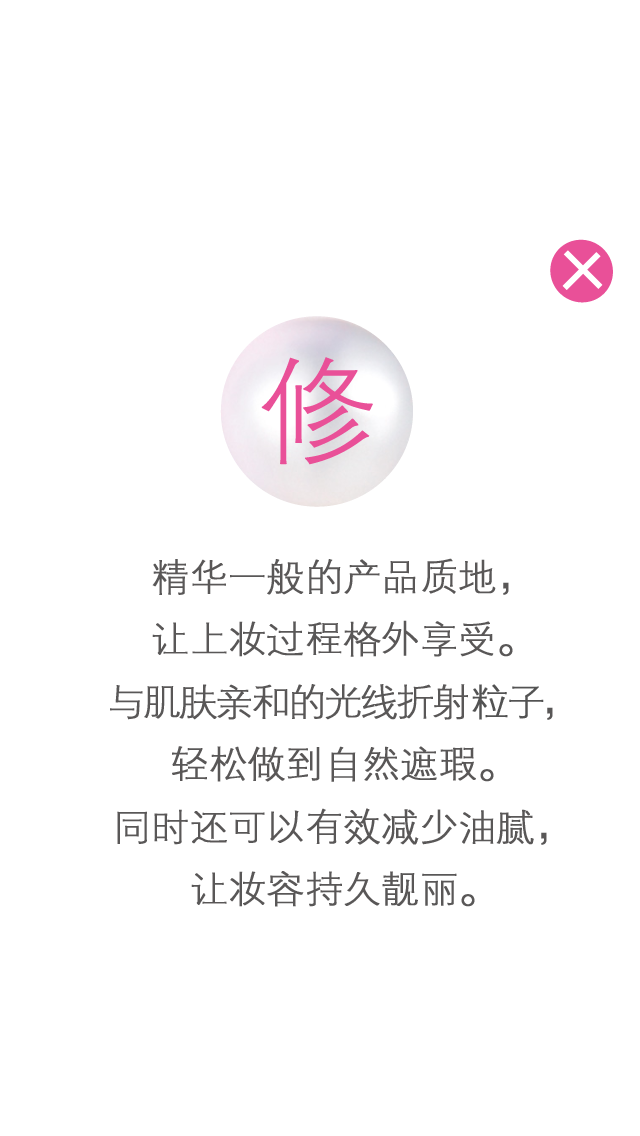 修
精华一般的产品质地，
让上妆过程格外享受。
与肌肤亲和的光线折射粒子，
轻松做到自然遮瑕。
同时还可以有效减少油腻，
让妆容持久靓丽。